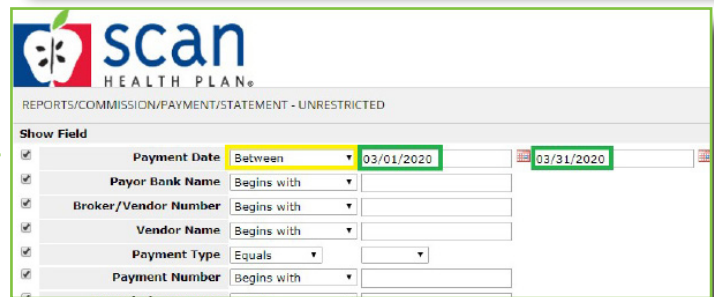 scan
HEALTH PLAN®
REPORTS/COMMISSION/PAYMENT/STATEMENT - UNRESTRICTED
Show Field
Payment Date Between 03/01/2020 03/31/2020
Payor Bank Name Begins with
Broker/Vendor Number Begins with
Vendor Name Begins with
Payment Type Equals
Payment Number Begins with